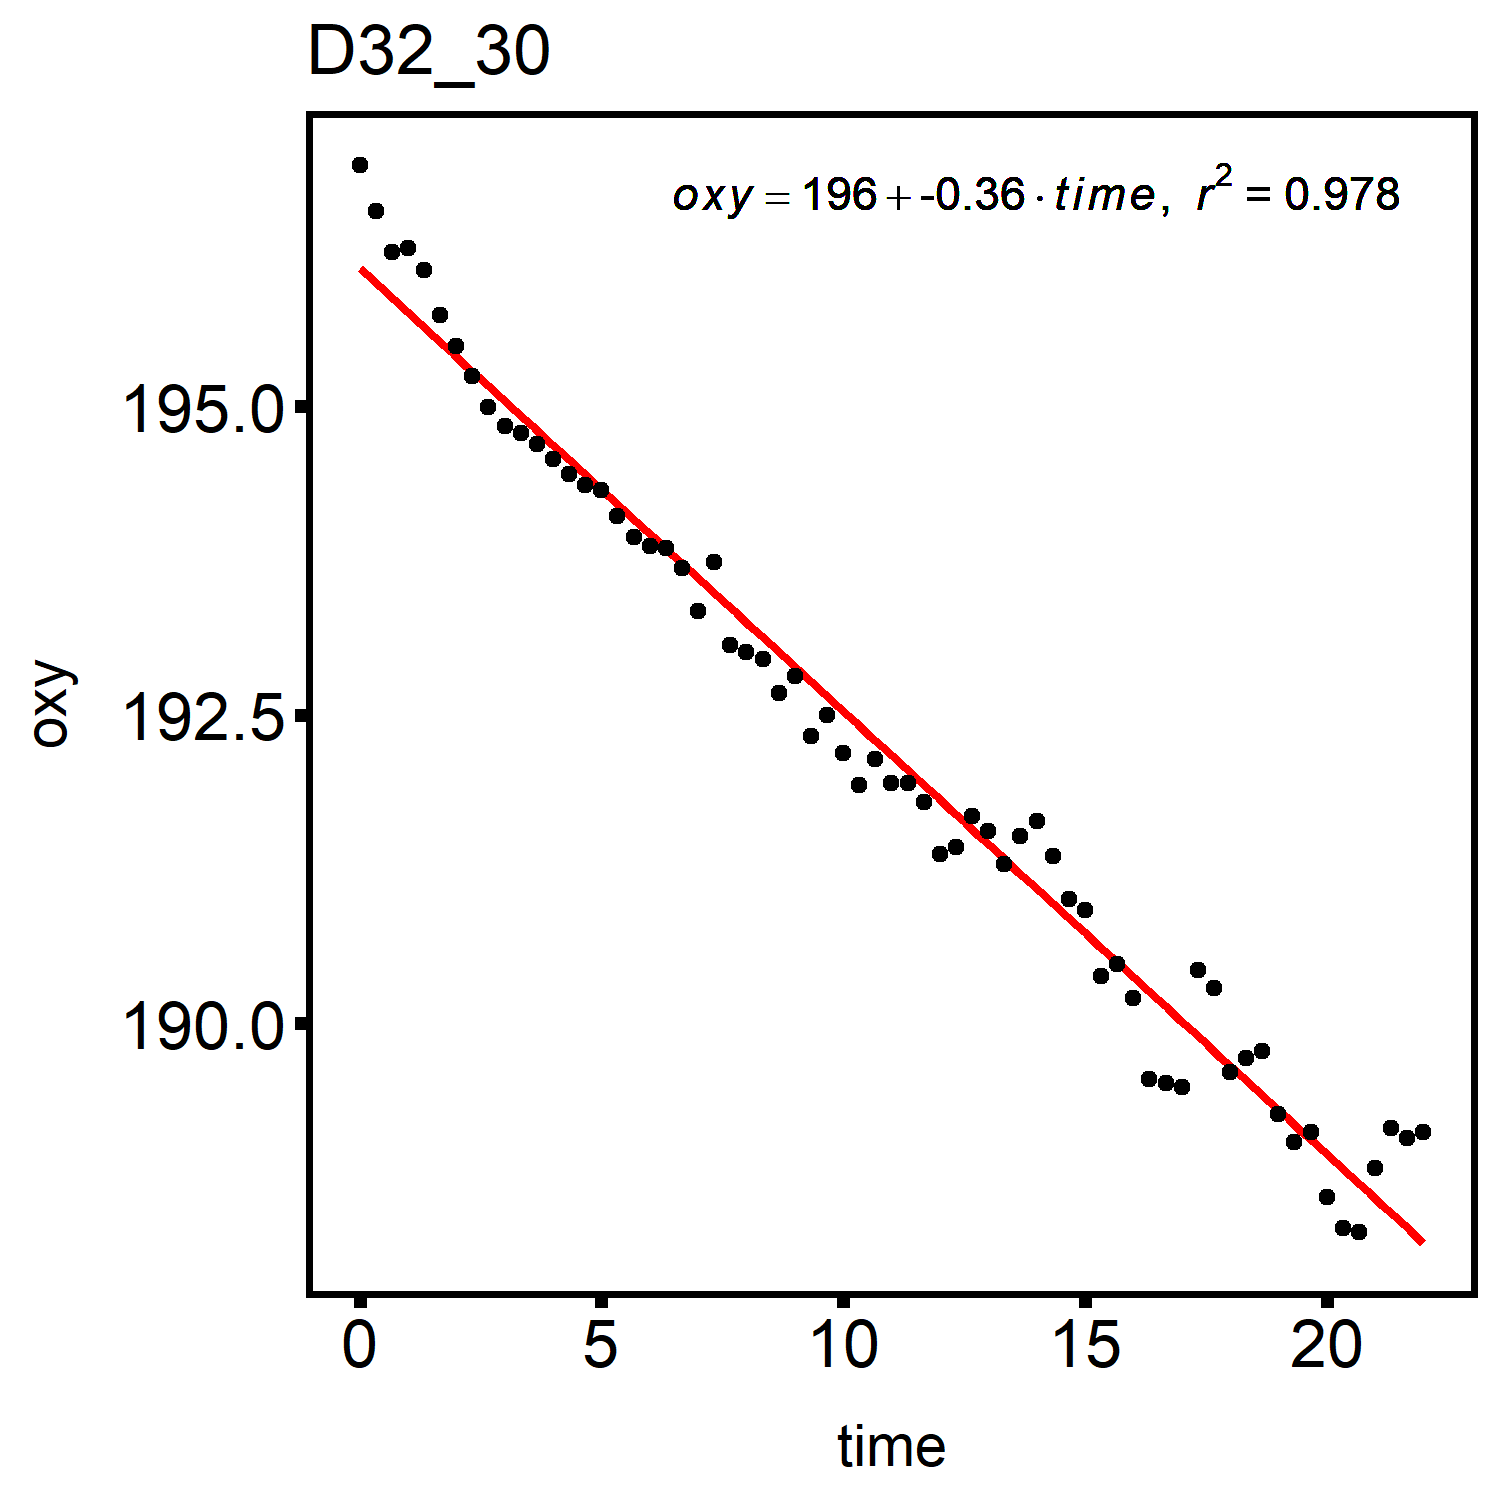 D32_30
oxy = 196 + -0.36 · time, r² = 0.978
195.0
192.5
190.0
oxy
0 5 10 15 20
time